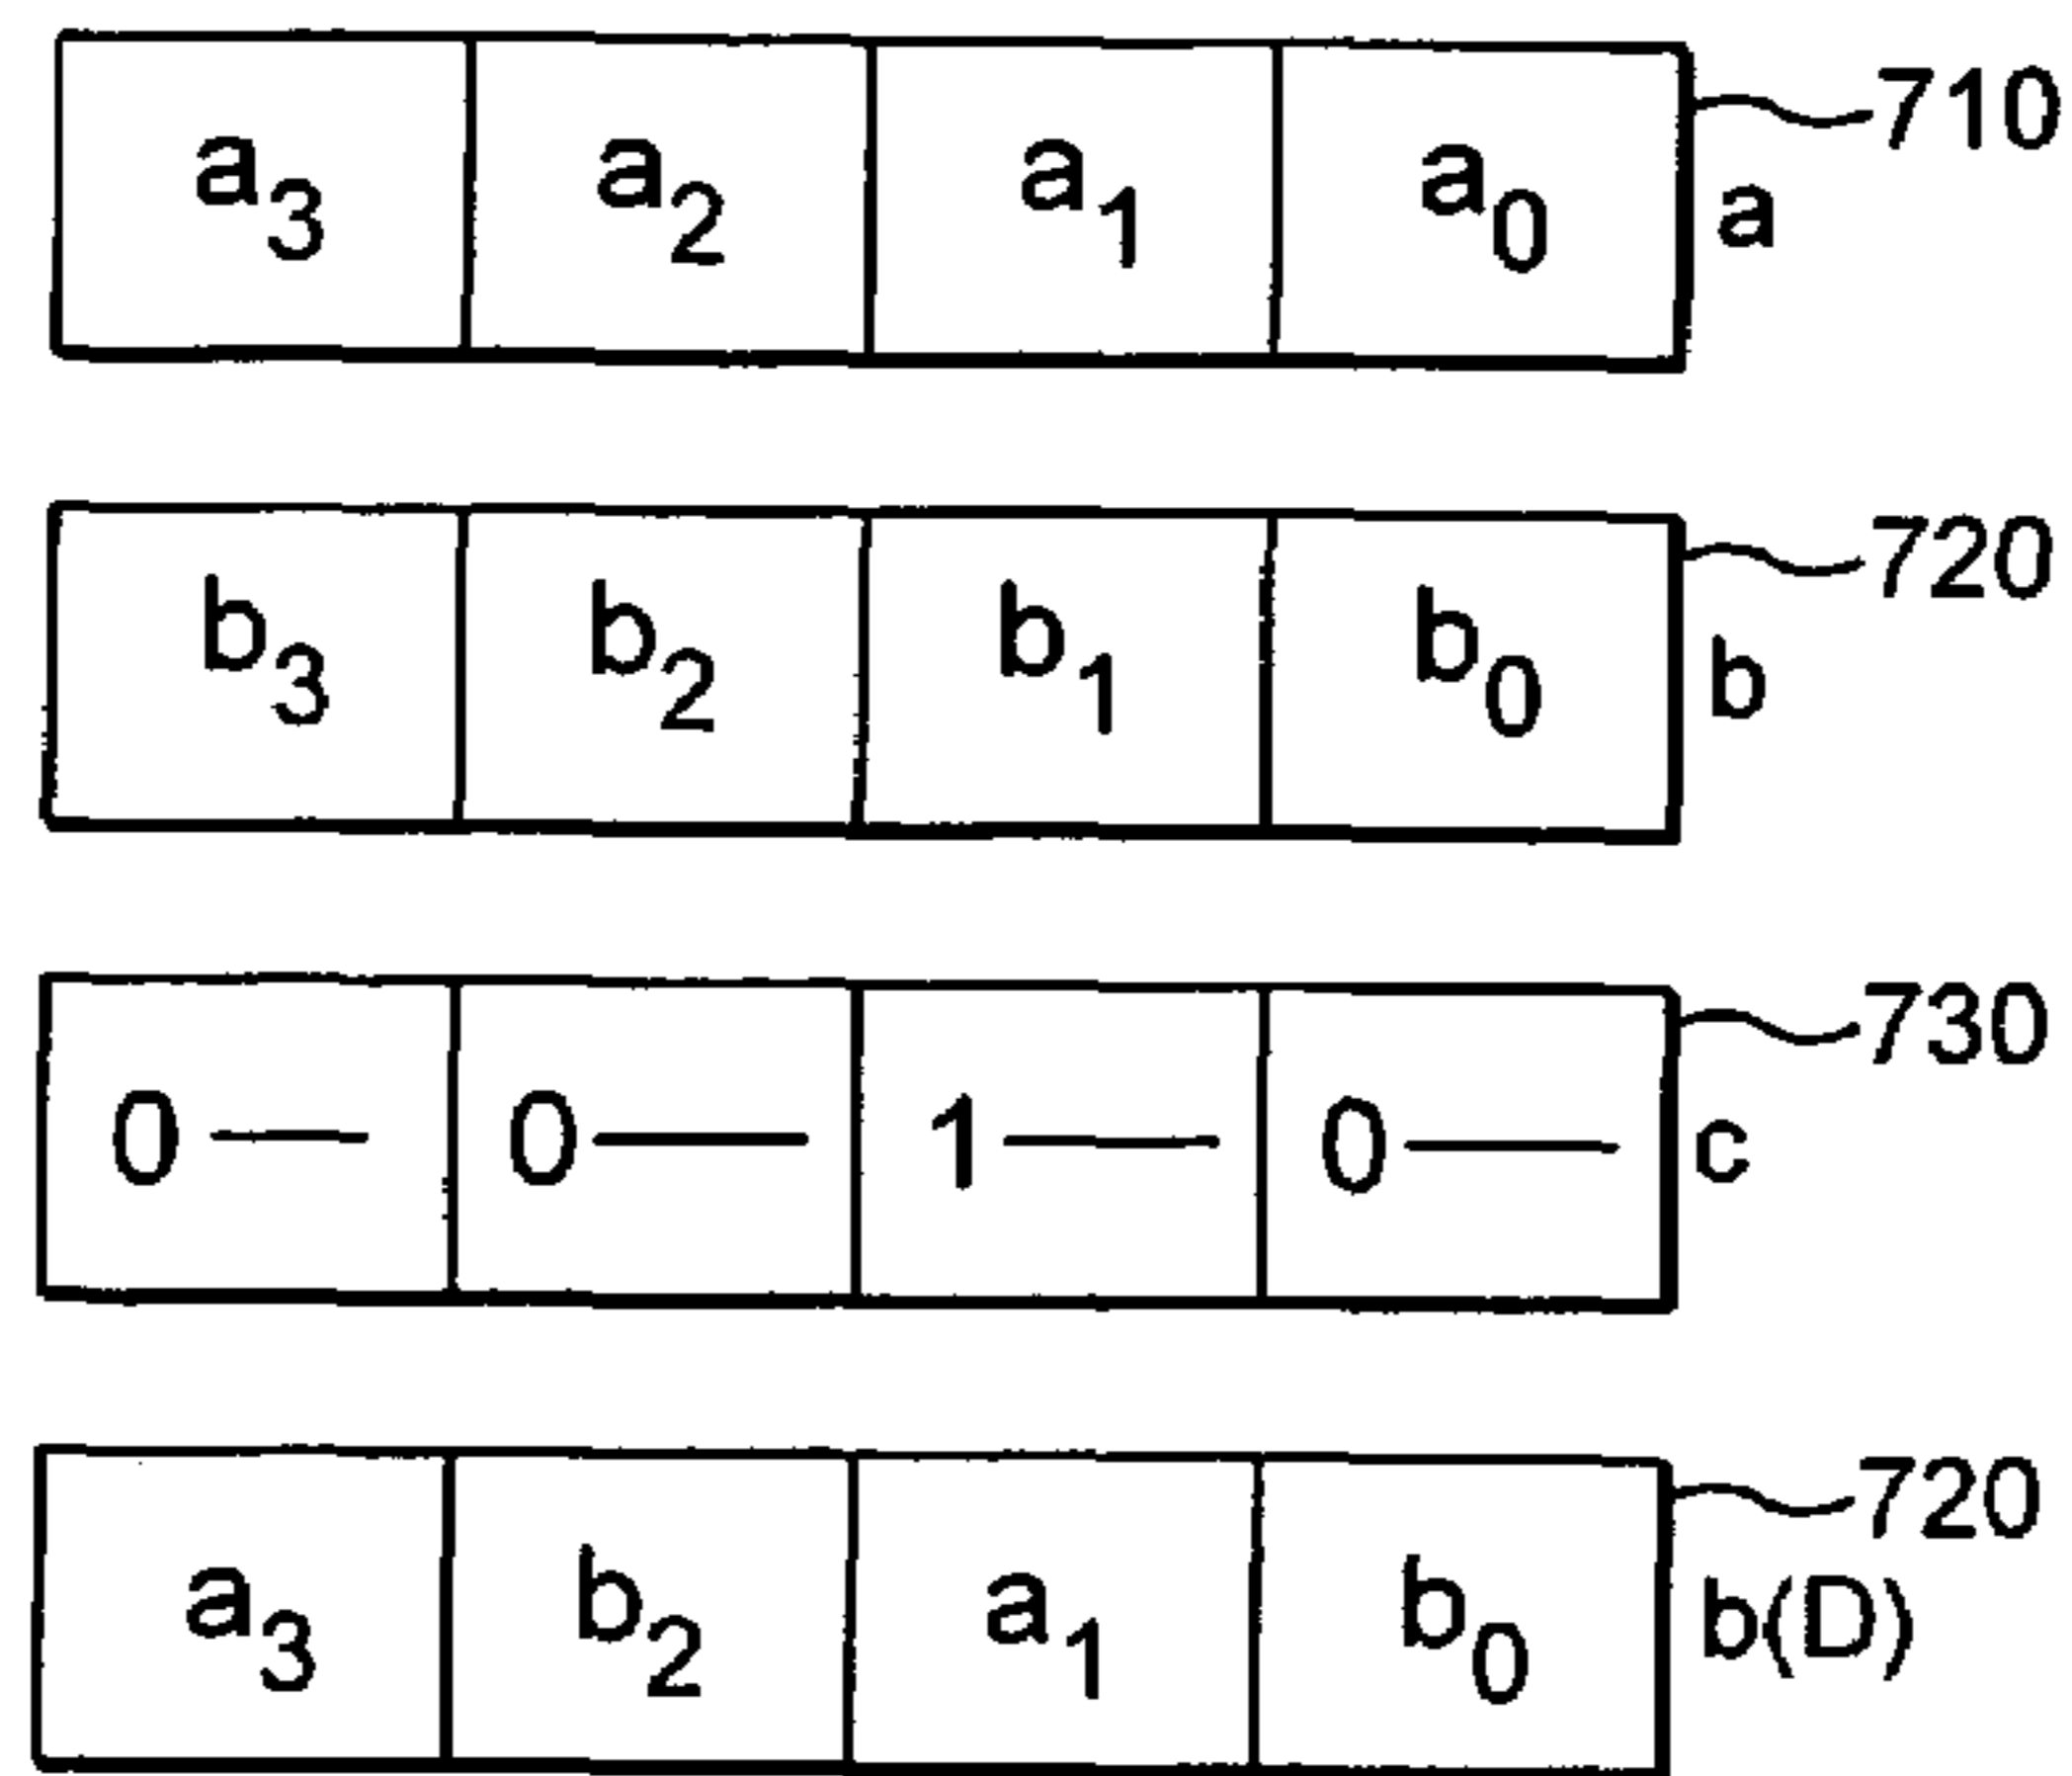 a3 a2 a1 a0 710
a
b3 b2 b1 b0 720
b
0 — 0 — 1 — 0 — 730
c
a3 b2 a1 b0 720
b(D)